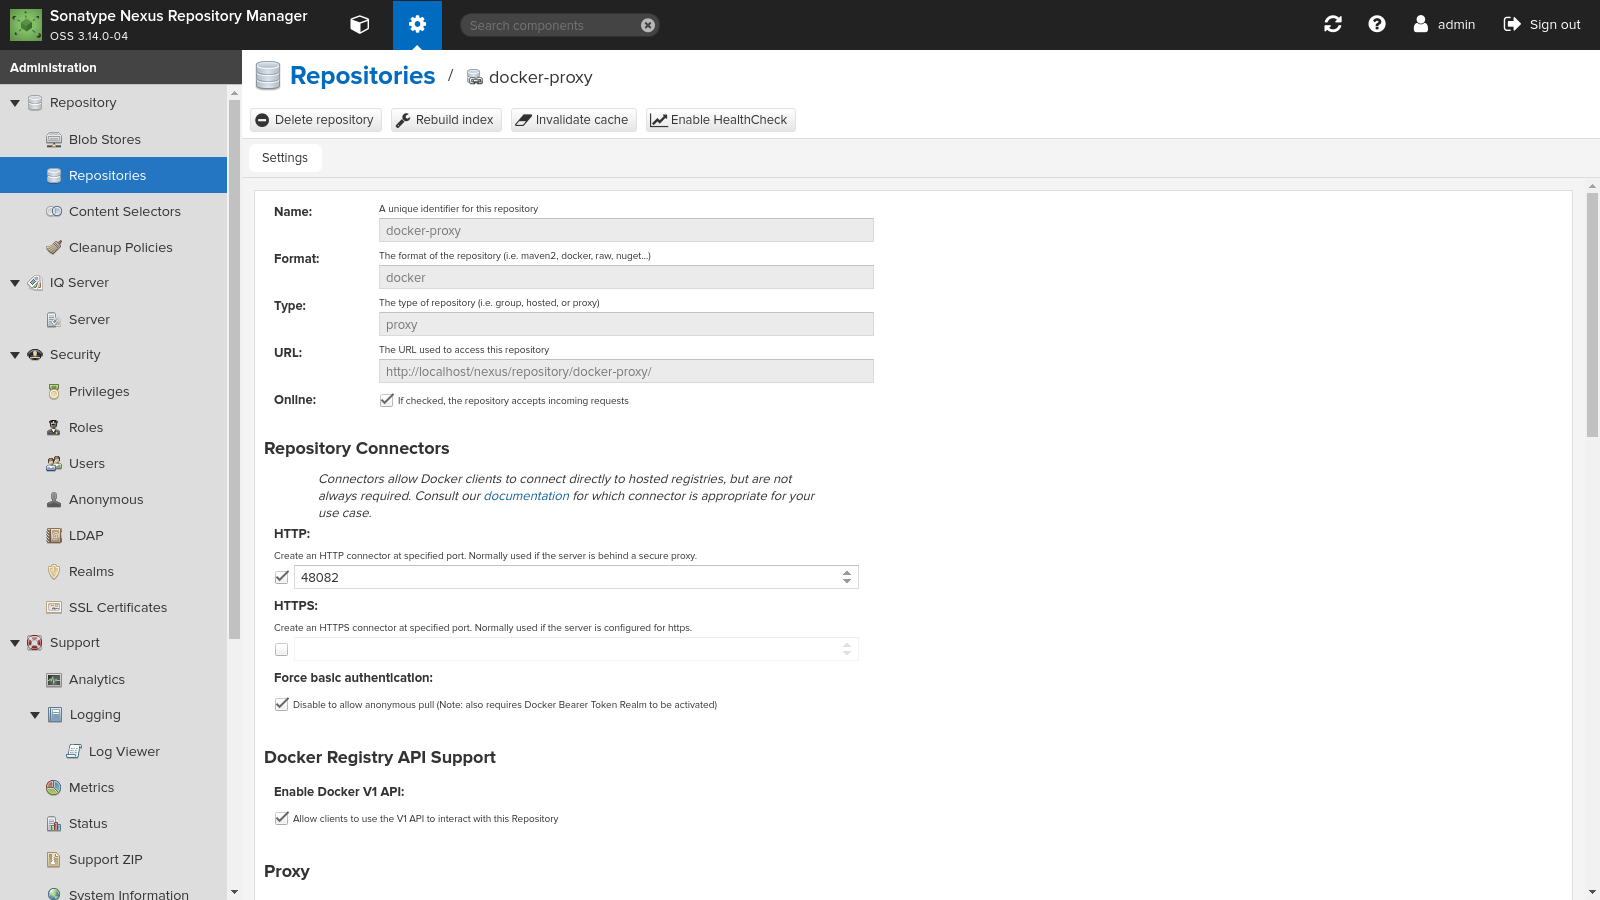 Sonatype Nexus Repository Manager
OSS 3.14.0-04
Search components
admin
Sign out
Administration
Repository
Blob Stores
Repositories
Content Selectors
Cleanup Policies
IQ Server
Server
Security
Privileges
Roles
Users
Anonymous
LDAP
Realms
SSL Certificates
Support
Analytics
Logging
Log Viewer
Metrics
Status
Support ZIP
System Information
Repositories / docker-proxy
Delete repository
Rebuild index
Invalidate cache
Enable HealthCheck
Settings
Name:
A unique identifier for this repository
docker-proxy
Format:
The format of the repository (i.e. maven2, docker, raw, nuget...)
docker
Type:
The type of repository (i.e. group, hosted, or proxy)
proxy
URL:
The URL used to access this repository
http://localhost/nexus/repository/docker-proxy/
Online:
If checked, the repository accepts incoming requests
Repository Connectors
Connectors allow Docker clients to connect directly to hosted registries, but are not
always required. Consult our documentation for which connector is appropriate for your
use case.
HTTP:
Create an HTTP connector at specified port. Normally used if the server is behind a secure proxy.
48082
HTTPS:
Create an HTTPS connector at specified port. Normally used if the server is configured for https.
Force basic authentication:
Disable to allow anonymous pull (Note: also requires Docker Bearer Token Realm to be activated)
Docker Registry API Support
Enable Docker V1 API:
Allow clients to use the V1 API to interact with this Repository
Proxy